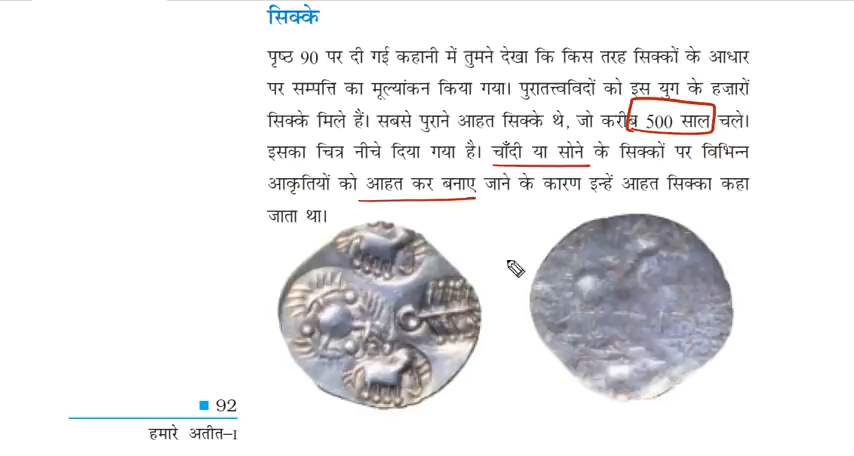 सिक्के
पृष्ठ 90 पर दी गई कहानी में तुमने देखा कि किस तरह सिक्कों के आधार
पर सम्पत्ति का मूल्यांकन किया गया। पुरातत्त्वविदों को इस युग के हज़ारों
सिक्के मिले हैं। सबसे पुराने आहत सिक्के थे, जो करीब 500 साल चले।
इसका चित्र नीचे दिया गया है। चाँदी या सोने के सिक्कों पर विभिन्न
आकृतियों को आहत कर बनाए जाने के कारण इन्हें आहत सिक्का कहा
जाता था।
92
हमारे अतीत–I